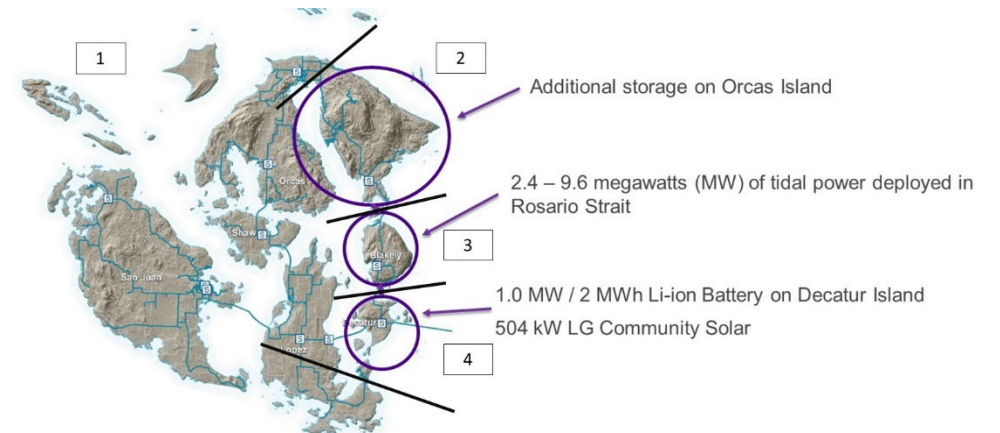 1
2
Additional storage on Orcas Island
S
Orcas
S
S
2.4 – 9.6 megawatts (MW) of tidal power deployed in
Rosario Strait
S
Shaw S
3
Blakely
S
San Juan
S
1.0 MW / 2 MWh Li-ion Battery on Decatur Island
504 kW LG Community Solar
Decatur S
S
S
Lopez
4